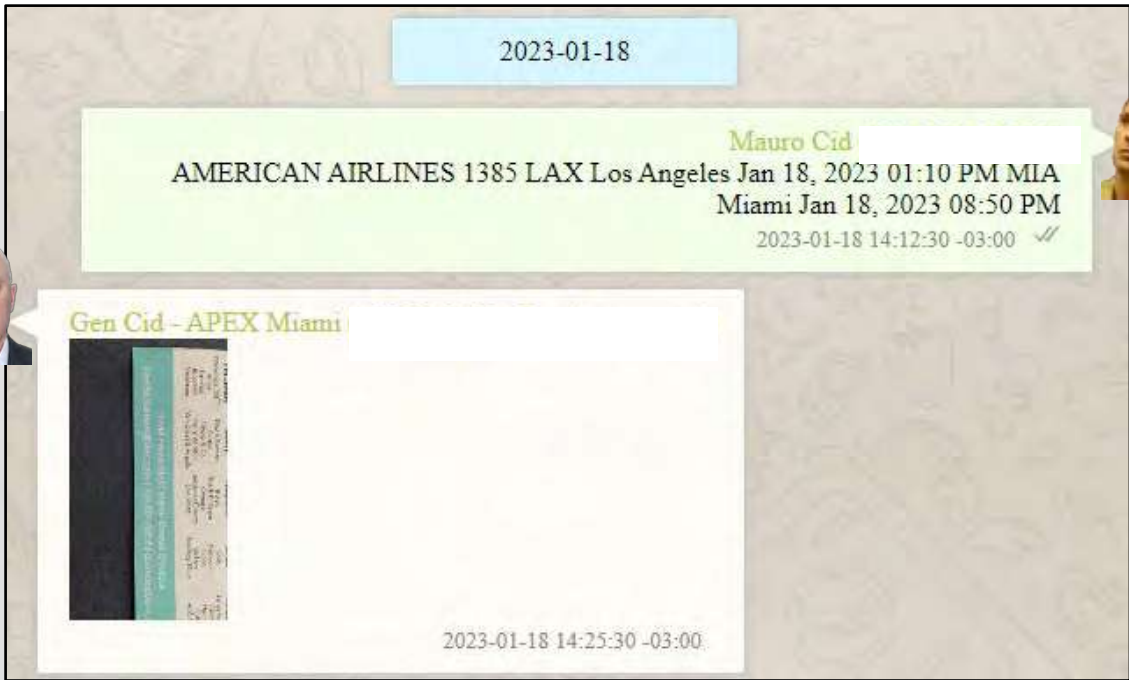 2023-01-18
Mauro Cid
AMERICAN AIRLINES 1385 LAX Los Angeles Jan 18, 2023 01:10 PM MIA
Miami Jan 18, 2023 08:50 PM
2023-01-18 14:12:30 -03:00
Gen Cid - APEX Miami
2023-01-18 14:25:30 -03:00